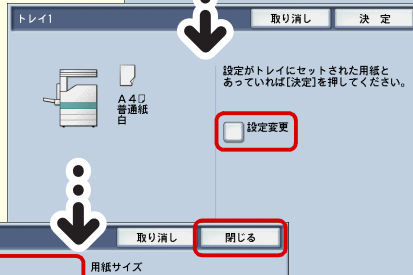 トレイ1
取り消し
決 定
設定がトレイにセットされた用紙と
あっていれば[決定]を押してください。
A4
普通紙
白
設定変更
取り消し
閉じる
用紙サイズ